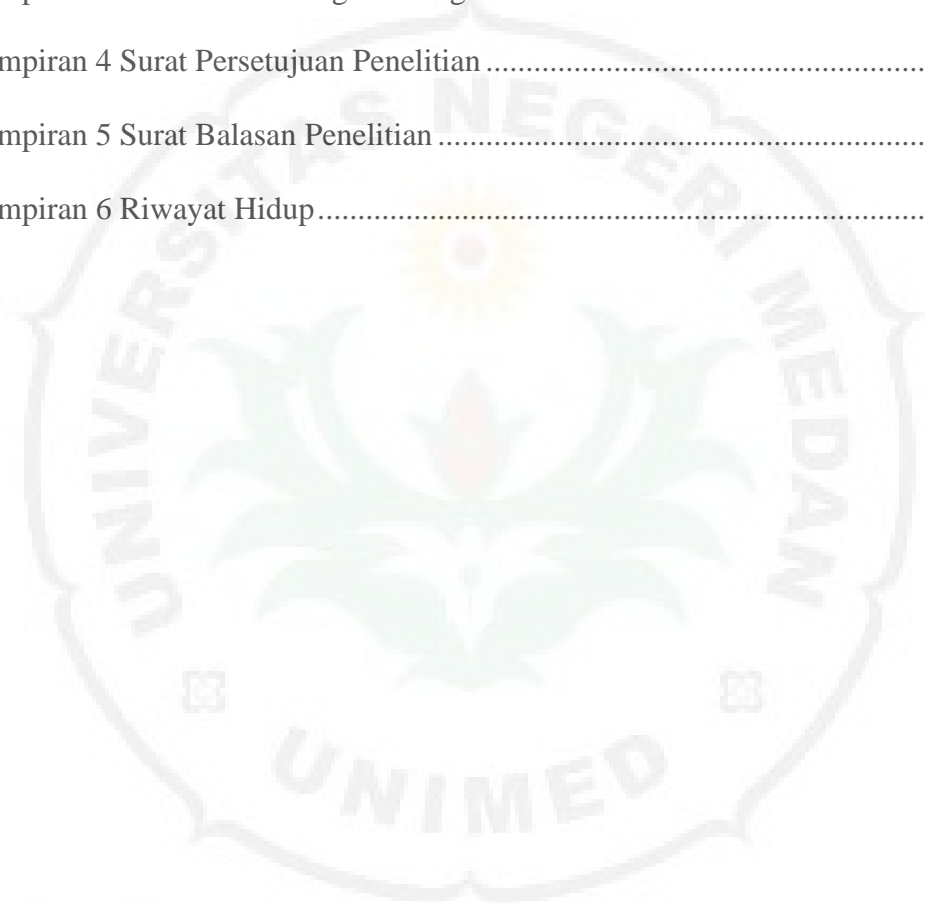 mpiran 4 Surat Persetujuan Penelitian
mpiran 5 Surat Balasan Penelitian
mpiran 6 Riwayat Hidup
UNIVERSITAS NEGERI MEDAN
UNIMED